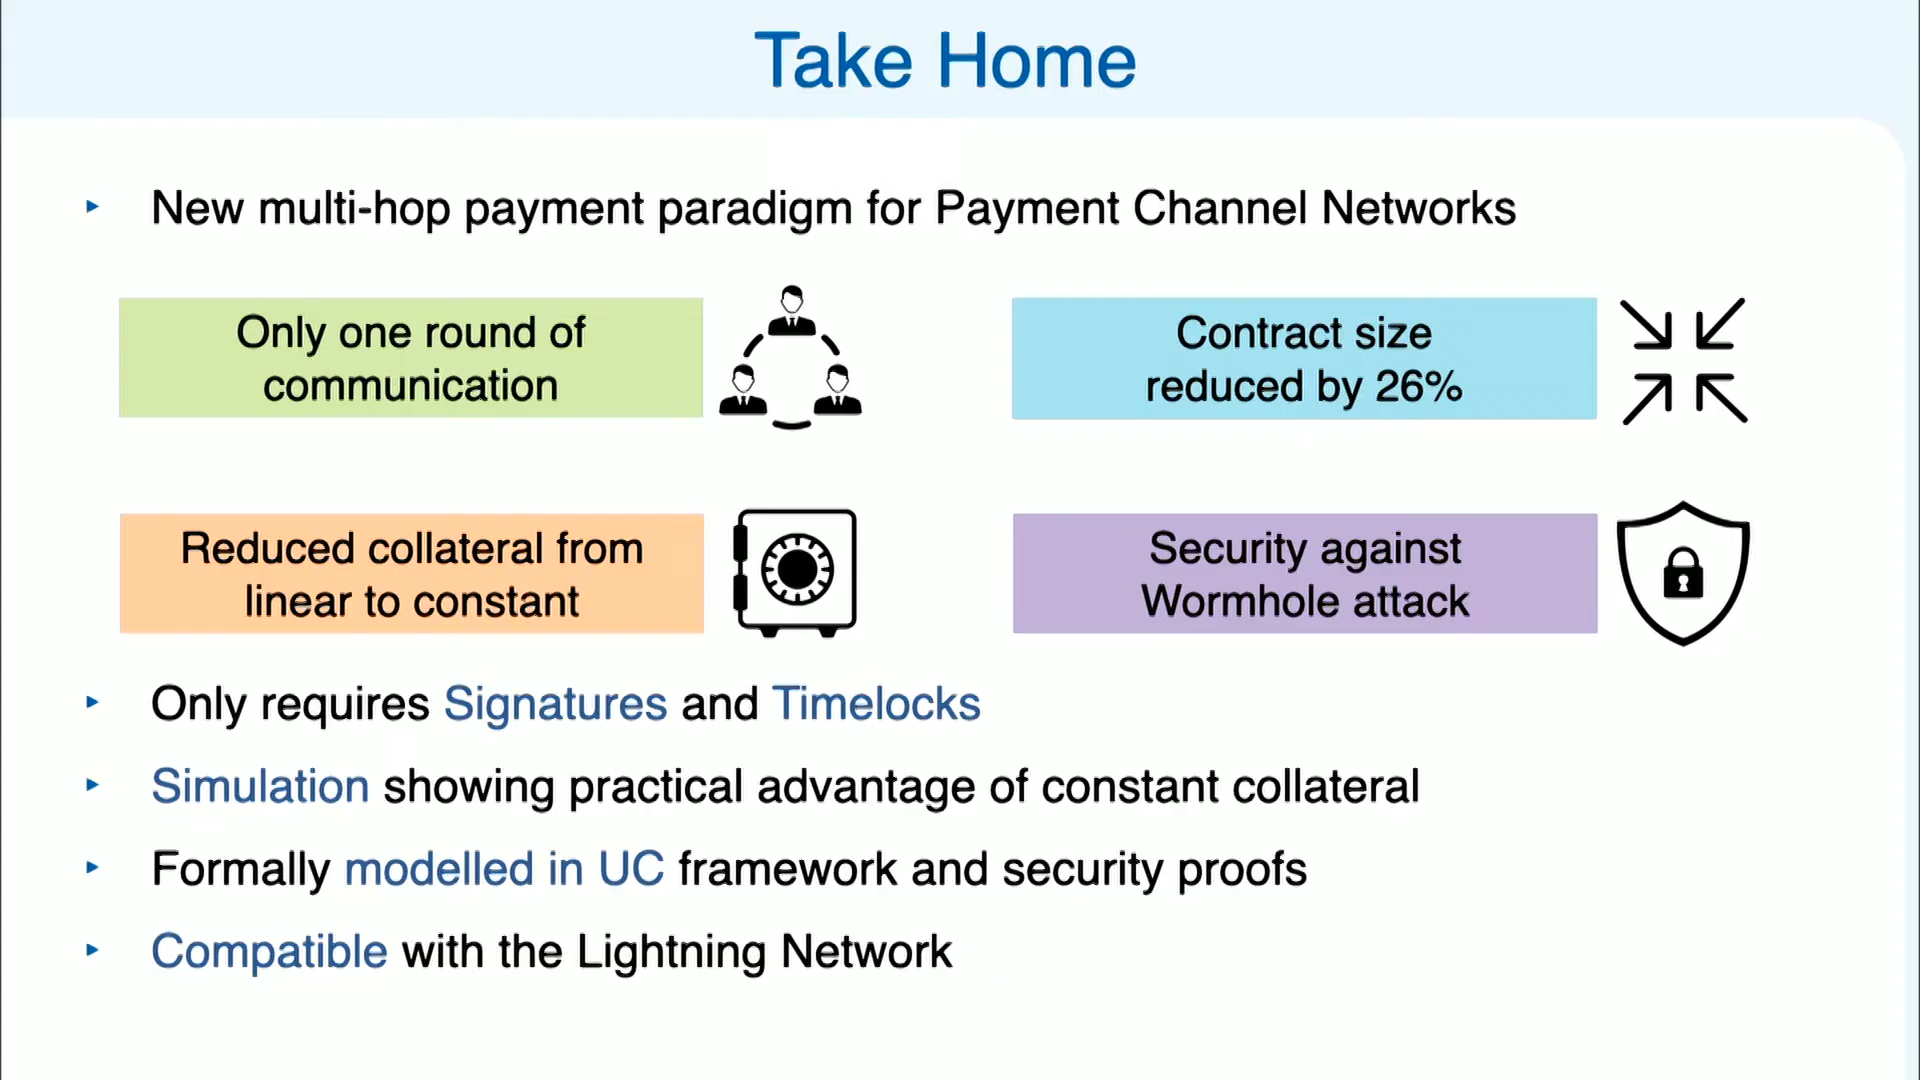 Take Home
New multi-hop payment paradigm for Payment Channel Networks
Only one round of
communication
Contract size
reduced by 26%
Reduced collateral from
linear to constant
Security against
Wormhole attack
Only requires Signatures and Timelocks
Simulation showing practical advantage of constant collateral
Formally modelled in UC framework and security proofs
Compatible with the Lightning Network